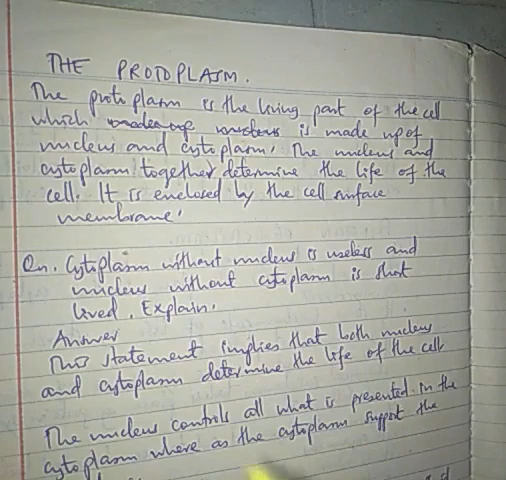 THE PROTOPLASM.
The protoplasm is the living part of the cell
which is made up of
nucleus and cytoplasm. The nucleus and
cytoplasm together determine the life of the
cell. It is enclosed by the cell surface
membrane.
Qn. Cytoplasm without nucleus is useless and
nucleus without cytoplasm is short
lived. Explain.
Answer
This statement implies that both nucleus
and cytoplasm determine the life of the cell
The nucleus controls all what is presented in the
cytoplasm where as the cytoplasm support the